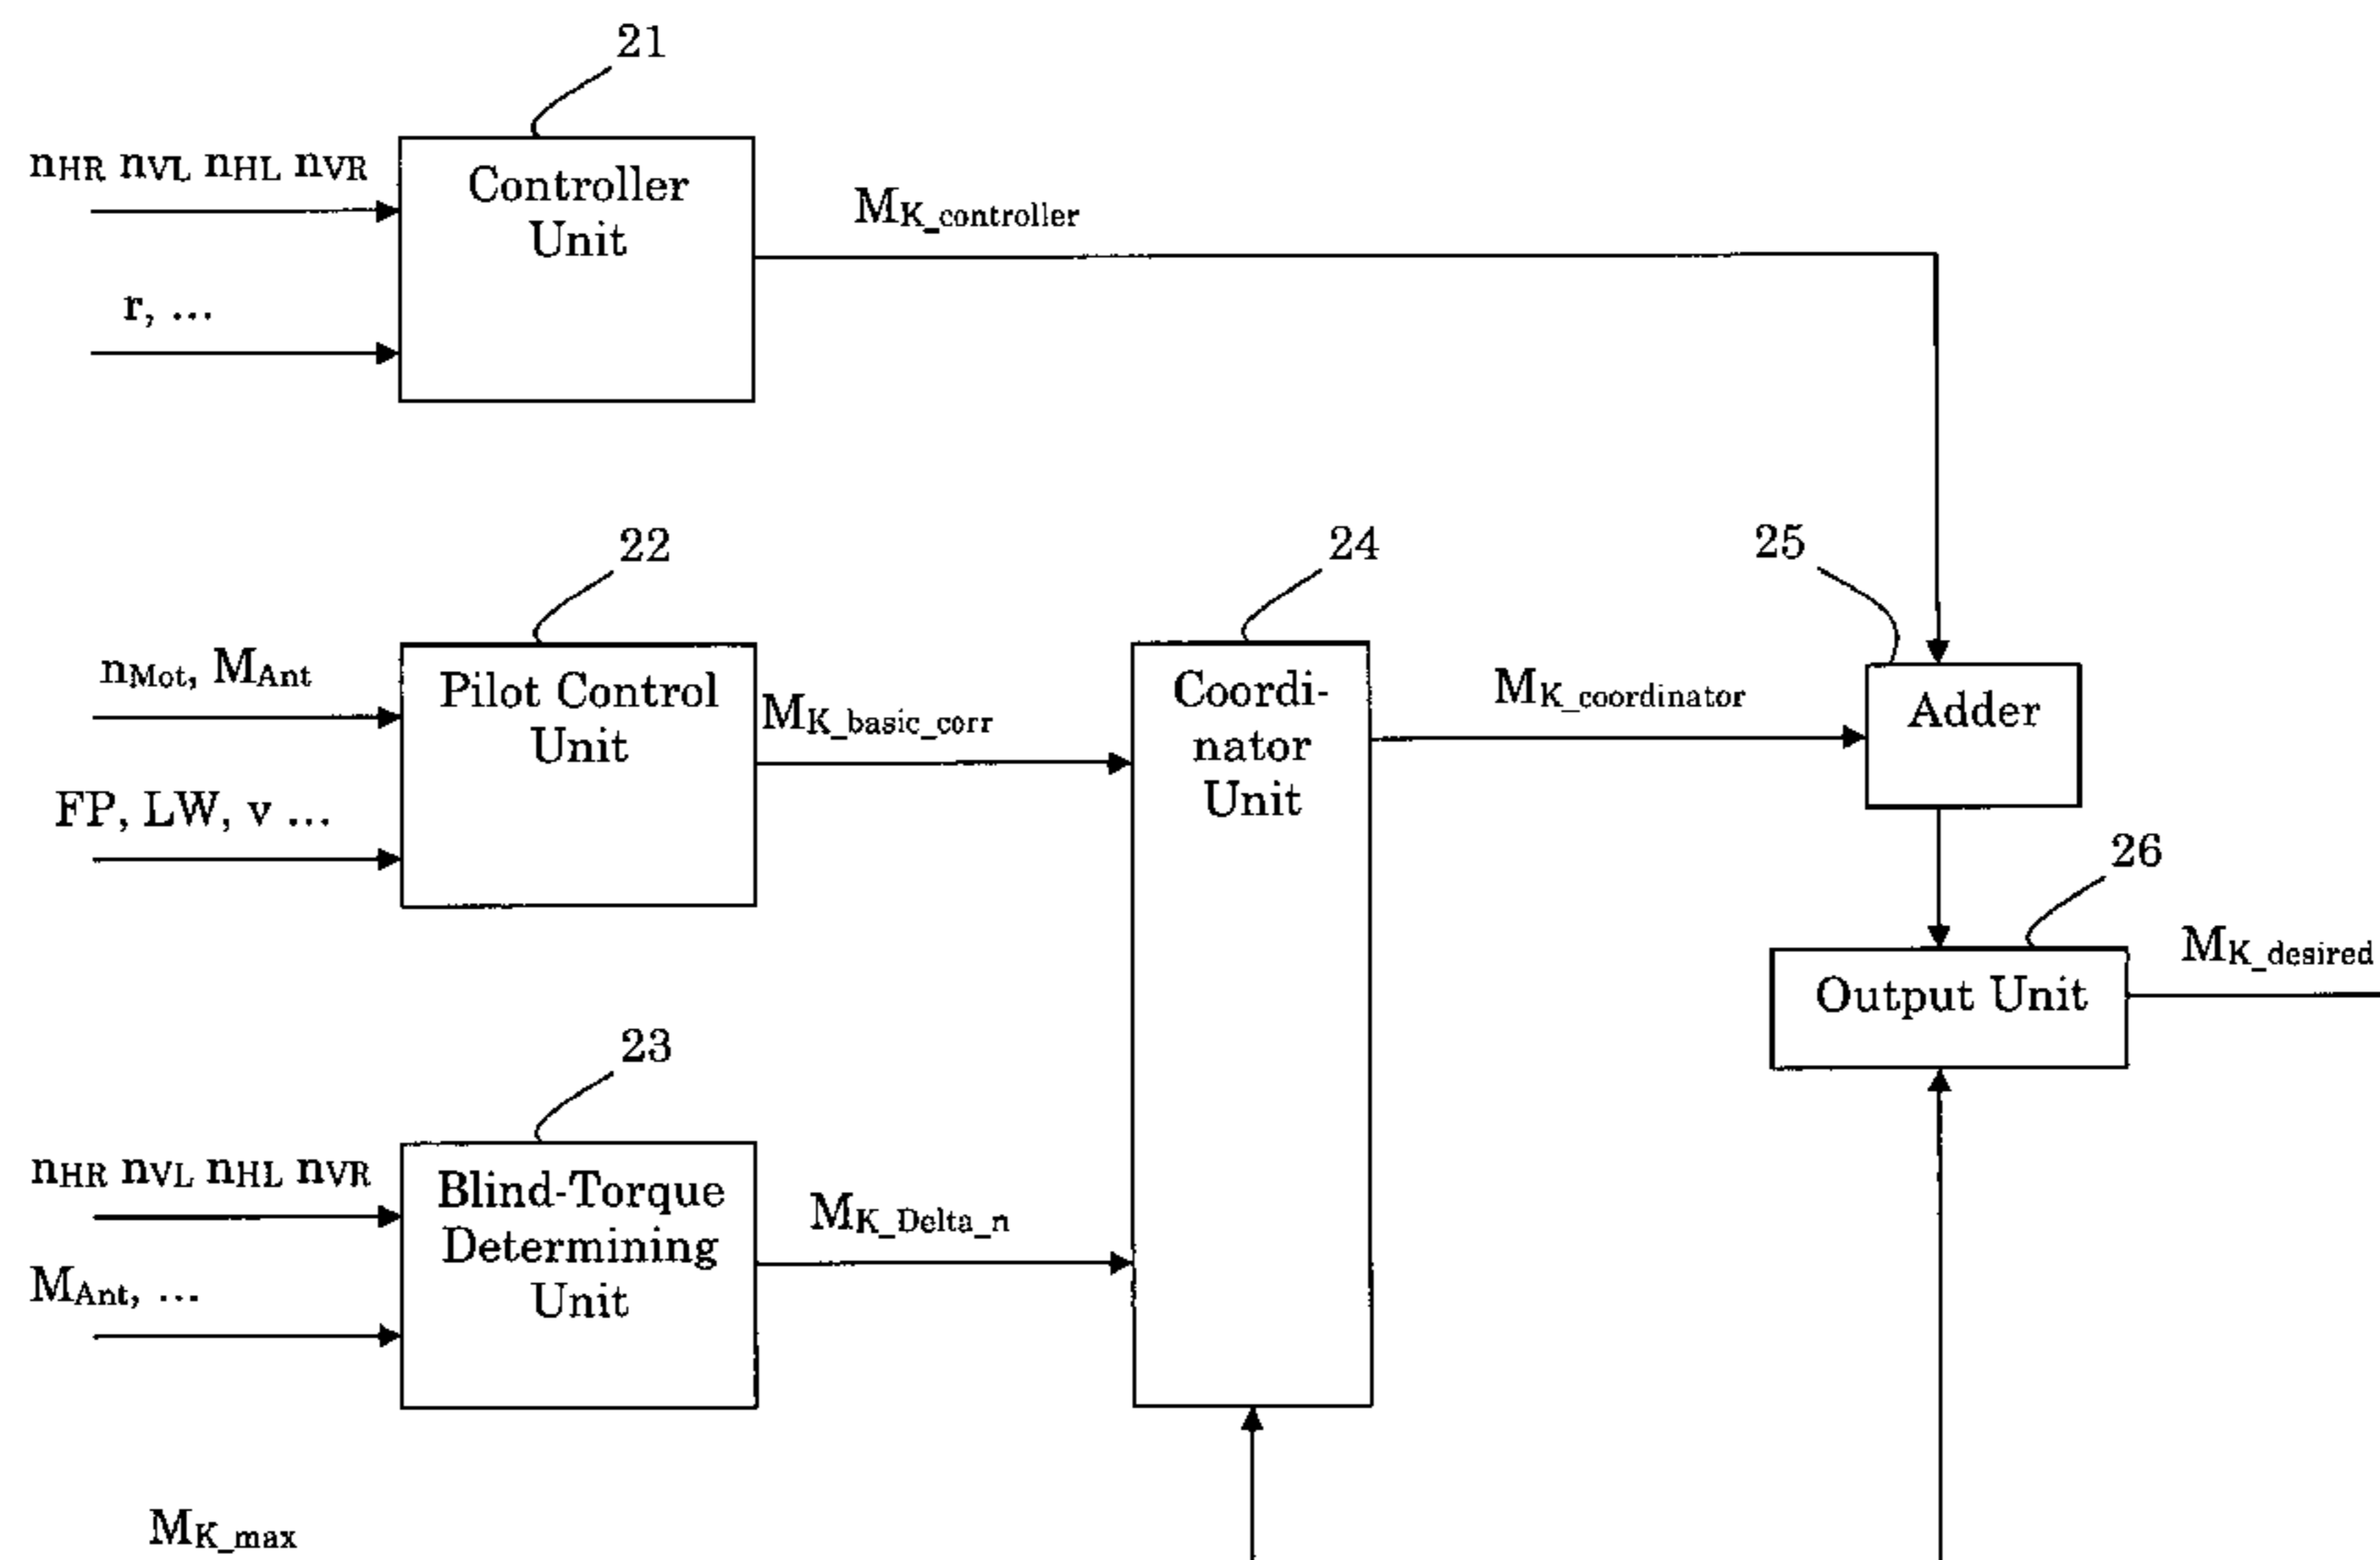 21
nHR nVL nHL nVR
Controller
Unit
MK_controller
r, ...
22
24
25
nMot, MAnt
Pilot Control
Unit
MK_basic_corr
Coordi-
nator
Unit
MK_coordinator
Adder
FP, LW, v ...
26
MK_desired
Output Unit
23
nHR nVL nHL nVR
Blind-Torque
Determining
Unit
MK_Delta_n
MAnt, ...
MK_max